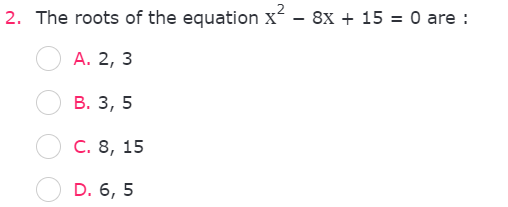 2. The roots of the equation x² – 8x + 15 = 0 are :
A. 2, 3
B. 3, 5
C. 8, 15
D. 6, 5